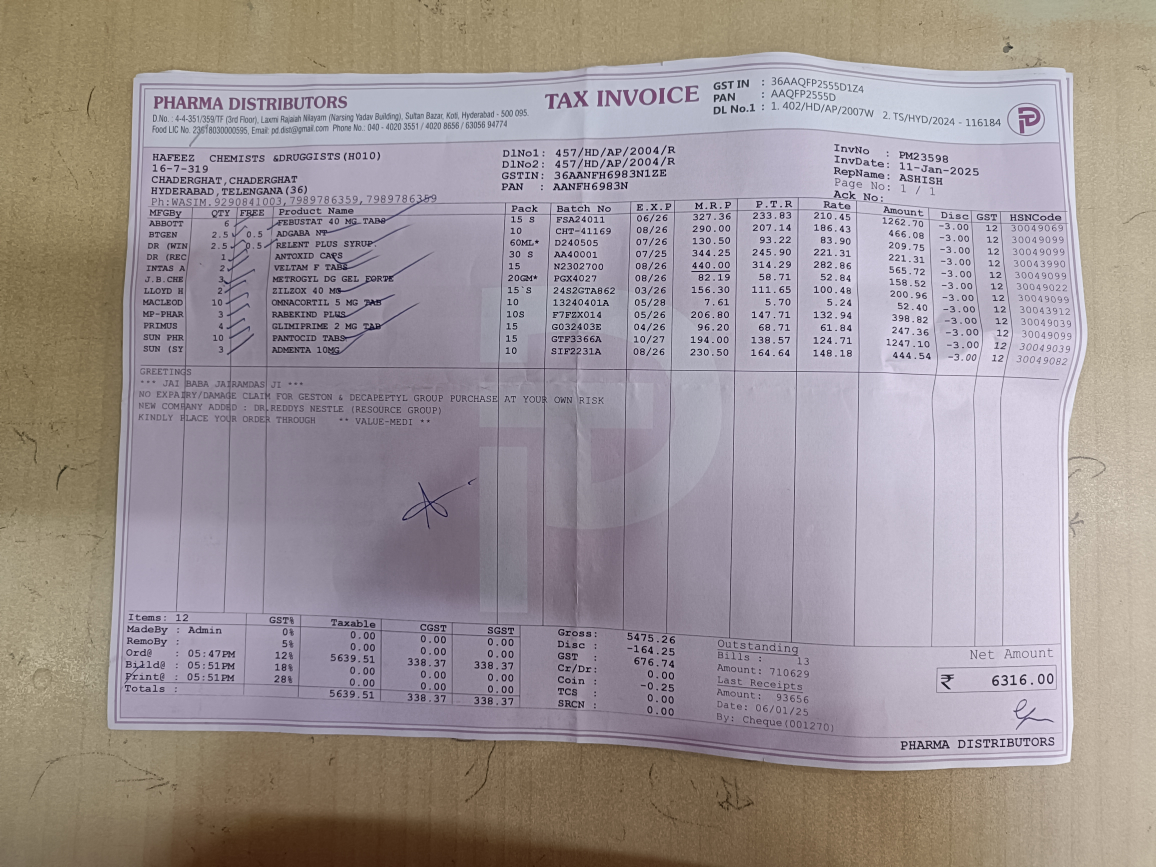 PHARMA DISTRIBUTORS
D.No. : 4-4-351/359/TF (3rd Floor), Laxmi Rajaiah Nilayam (Narsing Yadav Building), Sultan Bazar, Koti, Hyderabad - 500 095.
Food LIC No. 23618030000595, Email: pd.dist@gmail.com Phone No.: 040 - 4020 3551 / 4020 8656 / 63056 94774
TAX INVOICE
GST IN : 36AAQFP2555D1Z4
PAN : AAQFP2555D
DL No.1 : 1. 402/HD/AP/2007W 2. TS/HYD/2024 - 116184
HAFEEZ CHEMISTS &DRUGGISTS(H010)
16-7-319
CHADERGHAT, CHADERGHAT
HYDERABAD, TELENGANA(36)
Ph:WASIM.9290841003,7989786359,7989786359
DlNo1: 457/HD/AP/2004/R
DlNo2: 457/HD/AP/2004/R
GSTIN: 36AANFH6983N1ZE
PAN : AANFH6983N
InvNo : PM23598
InvDate: 11-Jan-2025
RepName: ASHISH
Page No: 1 / 1
Ack No:
MFGBy QTY FREE Product Name Pack Batch No E.X.P M.R.P P.T.R Rate Amount Disc GST HSNCode
ABBOTT 6 FEBUSTAT 40 MG TABS 15 S FSA24011 06/26 327.36 233.83 210.45 1262.70 -3.00 12 30049069
BTGEN 2.5 0.5 ADGABA NT 10 CHT-41169 08/26 290.00 207.14 186.43 466.08 -3.00 12 30049099
DR (WIN 2.5 0.5 RELENT PLUS SYRUP 60ML* D240505 07/26 130.50 93.22 83.90 209.75 -3.00 12 30049099
DR (REC 1 ANTOXID CAPS 30 S AA40001 07/25 344.25 245.90 221.31 221.31 -3.00 12 30043990
INTAS A 2 VELTAM F TABS 15 N2302700 08/26 440.00 314.29 282.86 565.72 -3.00 12 30049099
J.B.CHE 3 METROGYL DG GEL FORTE 20GM* PGX4027 08/26 82.19 58.71 52.84 158.52 -3.00 12 30049022
LLOYD H 2 ZILZOX 40 MG 15`S 24S2GTA862 03/26 156.30 111.65 100.48 200.96 -3.00 12 30049099
MACLEOD 10 OMNACORTIL 5 MG TAB 10 13240401A 05/28 7.61 5.70 5.24 52.40 -3.00 12 30043912
MP-PHAR 3 RABEKIND PLUS 10S F7FZX014 05/26 206.80 147.71 132.94 398.82 -3.00 12 30049039
PRIMUS 4 GLIMIPRIME 2 MG TAB 15 G032403E 04/26 96.20 68.71 61.84 247.36 -3.00 12 30049099
SUN PHR 10 PANTOCID TABS 15 GTF3366A 10/27 194.00 138.57 124.71 1247.10 -3.00 12 30049039
SUN (SY 3 ADMENTA 10MG 10 SIF2231A 08/26 230.50 164.64 148.18 444.54 -3.00 12 30049082
GREETINGS
*** JAI BABA JAIRAMDAS JI ***
NO EXPAIRY/DAMAGE CLAIM FOR GESTON & DECAPEPTYL GROUP PURCHASE AT YOUR OWN RISK
NEW COMPANY ADDED : DR.REDDYS NESTLE (RESOURCE GROUP)
KINDLY PLACE YOUR ORDER THROUGH ** VALUE-MEDI **
Items: 12 GST% Taxable CGST SGST
MadeBy : Admin 0% 0.00 0.00 0.00
RemoBy : 5% 0.00 0.00 0.00
Ord@ : 05:47PM 12% 5639.51 338.37 338.37
Billd@ : 05:51PM 18% 0.00 0.00 0.00
Print@ : 05:51PM 28% 0.00 0.00 0.00
Totals : 5639.51 338.37 338.37
Gross: 5475.26
Disc : -164.25
GST : 676.74
Cr/Dr: 0.00
Coin : -0.25
TCS : 0.00
SRCN : 0.00
Outstanding
Bills : 13
Amount: 710629
Last Receipts
Amount: 93656
Date: 06/01/25
By: Cheque(001270)
Net Amount
₹ 6316.00
PHARMA DISTRIBUTORS